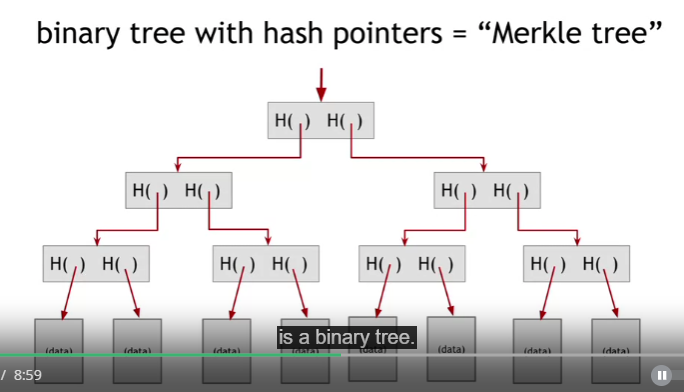 binary tree with hash pointers = “Merkle tree”
H( ) H( )
H( ) H( ) H( ) H( )
H( ) H( ) H( ) H( ) H( ) H( ) H( ) H( )
(data) (data) (data) (data) (data) (data) (data)
is a binary tree.
/ 8:59